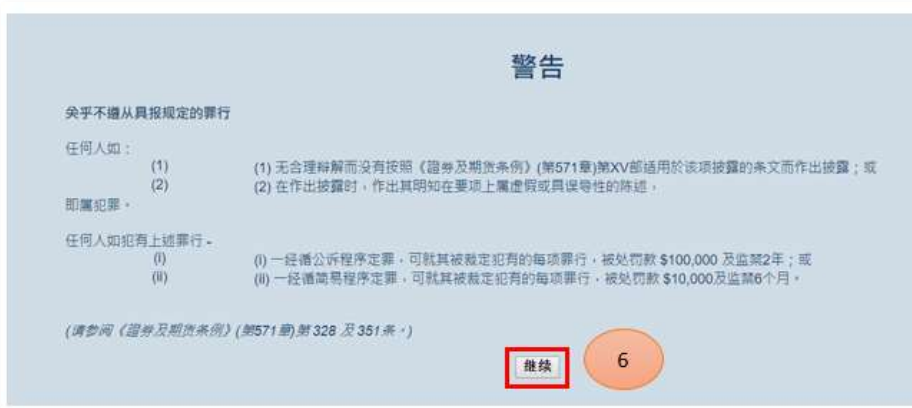 警告
关乎不遵从具报规定的罪行
任何人如：
(1) (1) 无合理辩解而没有按照《證券及期货条例》(第571章)第XV部适用於该项披露的条文而作出披露；或
(2) (2) 在作出披露时，作出其明知在要项上属虚假或具误导性的陈述，
即属犯罪。
任何人如犯有上述罪行 -
(i) (i) 一经循公诉程序定罪，可就其被裁定犯有的每项罪行，被处罚款 $100,000 及监禁2年；或
(ii) (ii) 一经循简易程序定罪，可就其被裁定犯有的每项罪行，被处罚款 $10,000及监禁6个月。
(请参阅《證券及期货条例》(第571章)第 328 及 351条。)
继续 6